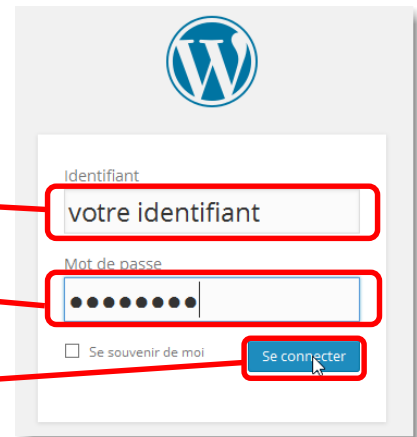 Identifiant
votre identifiant
Mot de passe
●●●●●●●●
Se souvenir de moi
Se connecter